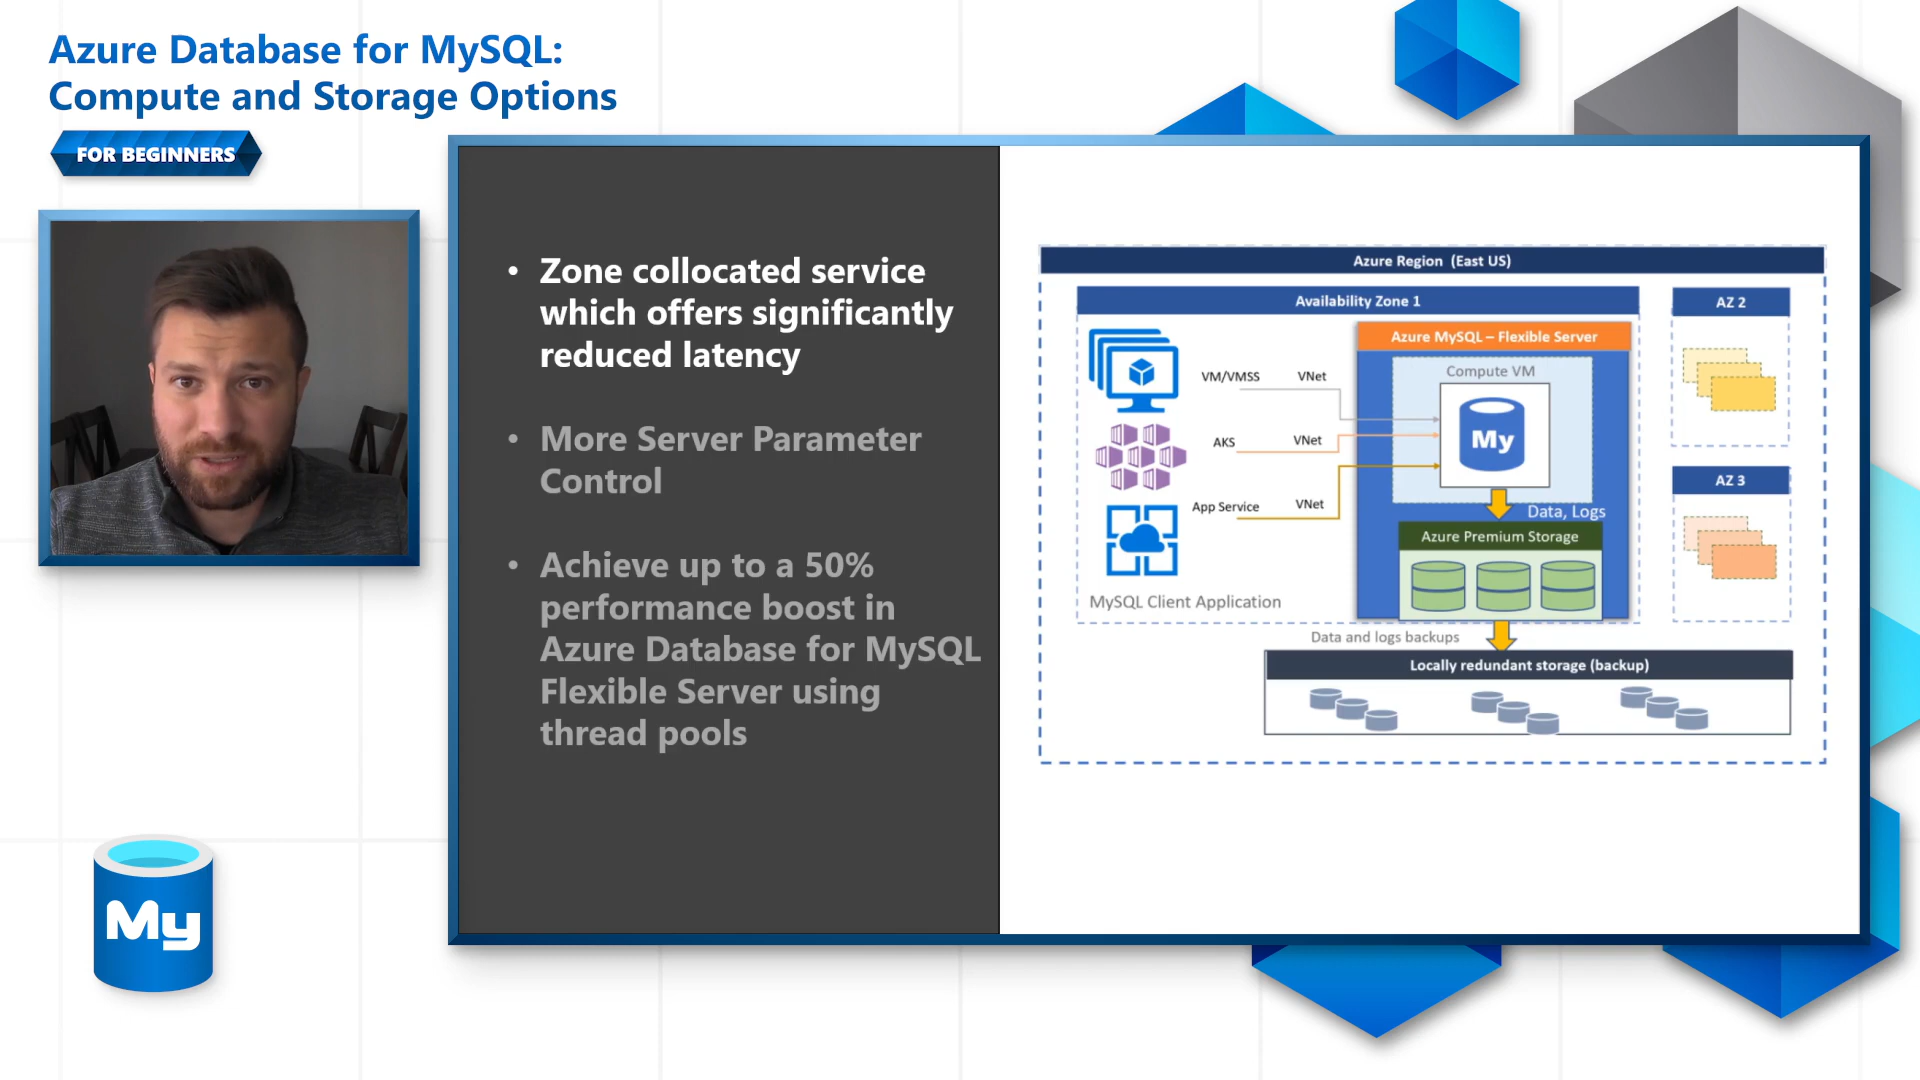 Azure Database for MySQL:
Compute and Storage Options
FOR BEGINNERS
• Zone collocated service
which offers significantly
reduced latency
• More Server Parameter
Control
• Achieve up to a 50%
performance boost in
Azure Database for MySQL
Flexible Server using
thread pools
Azure Region (East US)
Availability Zone 1
AZ 2
Azure MySQL – Flexible Server
Compute VM
VM/VMSS VNet
My
AKS VNet
AZ 3
App Service VNet
Data, Logs
Azure Premium Storage
MySQL Client Application
Data and logs backups
Locally redundant storage (backup)
My